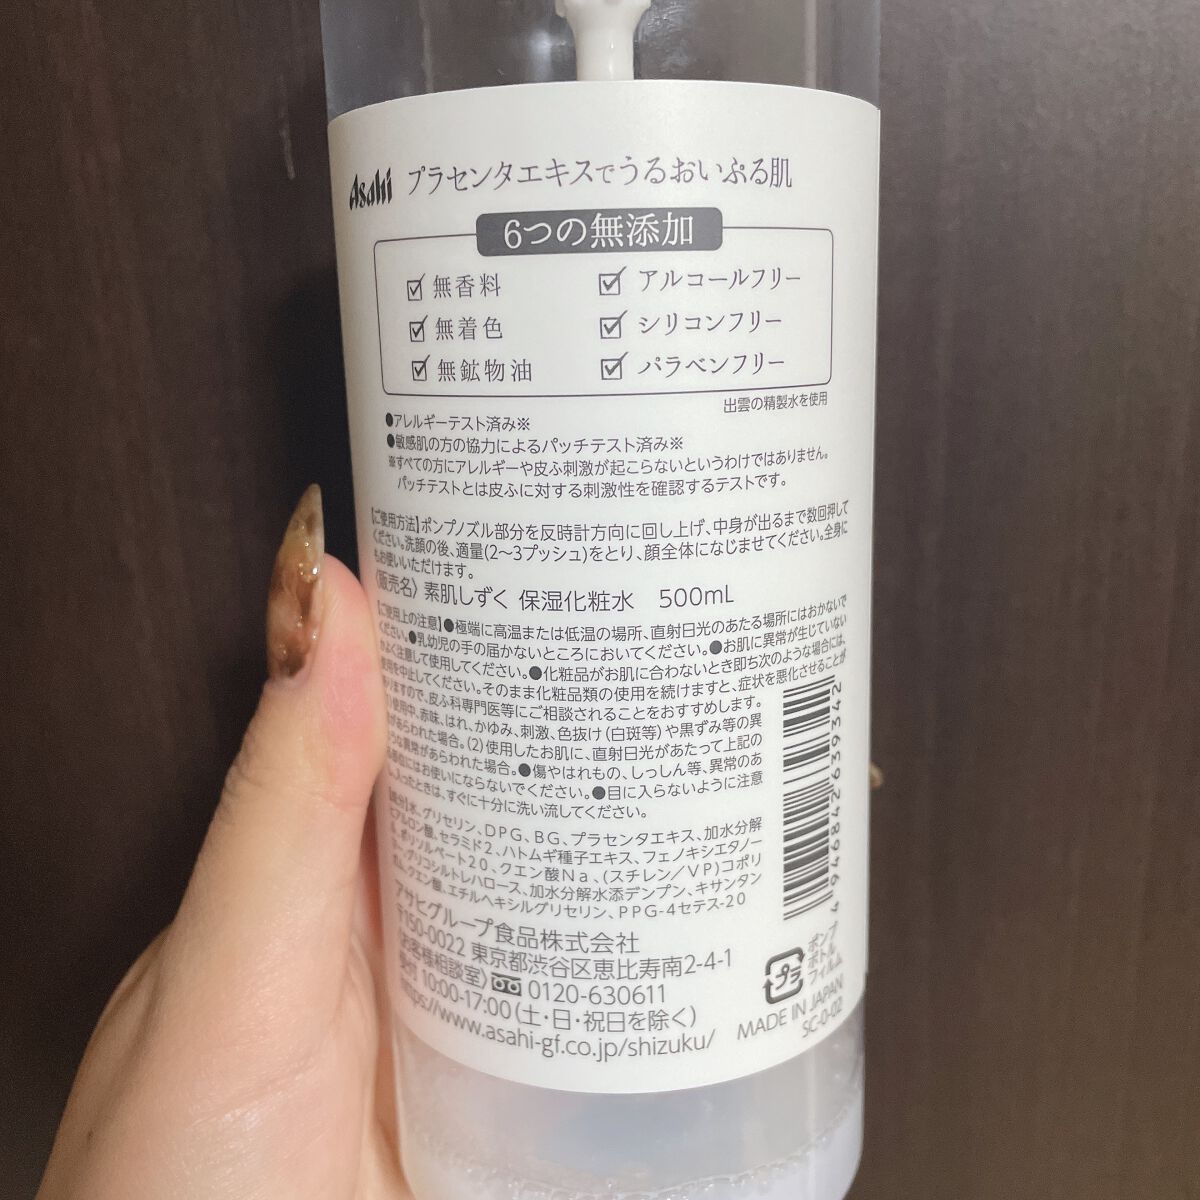 Asahi プラセンタエキスでうるおいぷる肌
6つの無添加
無香料 アルコールフリー
無着色 シリコンフリー
無鉱物油 パラベンフリー
出雲の精製水を使用
●アレルギーテスト済み※
●敏感肌の方の協力によるパッチテスト済み※
※すべての方にアレルギーや皮ふ刺激が起こらないというわけではありません。
パッチテストとは皮ふに対する刺激性を確認するテストです。
【ご使用方法】ポンプノズル部分を反時計方向に回し上げ、中身が出るまで数回押して
ください。洗顔の後、適量(2〜3プッシュ)をとり、顔全体になじませてください。全身に
もお使いいただけます。
〈販売名〉 素肌しずく 保湿化粧水 500mL
【ご使用上の注意】●極端に高温または低温の場所、直射日光のあたる場所にはおかないで
ください。●乳幼児の手の届かないところにおいてください。●お肌に異常が生じていない
かよく注意して使用してください。●化粧品がお肌に合わないとき即ち次のような場合には、
使用を中止してください。そのまま化粧品類の使用を続けますと、症状を悪化させることが
ありますので、皮ふ科専門医等にご相談されることをおすすめします。
使用中、赤味、はれ、かゆみ、刺激、色抜け(白斑等)や黒ずみ等の異
常があらわれた場合。(2)使用したお肌に、直射日光があたって上記の
ような異常があらわれた場合。●傷やはれもの、しっしん等、異常のあ
る部位にはお使いにならないでください。●目に入らないように注意
し、入ったときは、すぐに十分に洗い流してください。
【成分】水、グリセリン、DPG、BG、プラセンタエキス、加水分解
ヒアルロン酸、セラミド2、ハトムギ種子エキス、フェノキシエタノー
ル、ポリソルベート20、クエン酸Na、(スチレン/VP)コポリ
マー、グリコシルトレハロース、加水分解水添デンプン、キサンタン
ガム、クエン酸、エチルヘキシルグリセリン、PPG-4セテス-20
アサヒグループ食品株式会社
〒150-0022 東京都渋谷区恵比寿南2-4-1
〈お客様相談室〉 0120-630611
受付 10:00-17:00(土・日・祝日を除く)
https://www.asahi-gf.co.jp/shizuku/
4946842639342
プラ
ポンプ
ボトル
フィルム
MADE IN JAPAN
SC-0-02